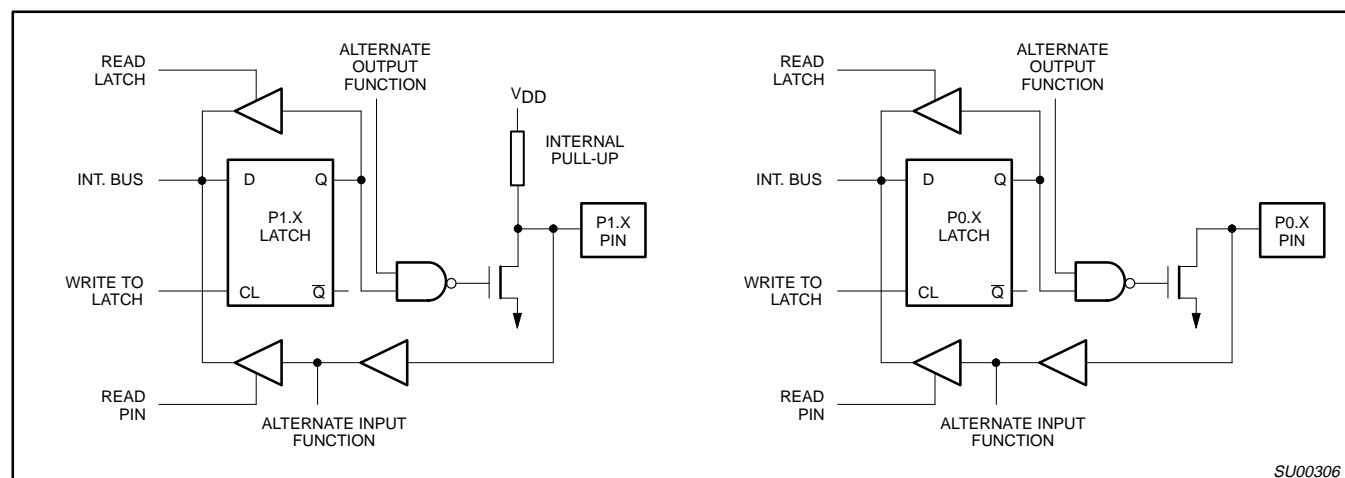 READ
LATCH
ALTERNATE
OUTPUT
FUNCTION
VDD
INTERNAL
PULL-UP
INT. BUS
D
Q
P1.X
LATCH
P1.X
PIN
WRITE TO
LATCH
CL
Q̅
READ
PIN
ALTERNATE INPUT
FUNCTION
READ
LATCH
ALTERNATE
OUTPUT
FUNCTION
INT. BUS
D
Q
P0.X
LATCH
P0.X
PIN
WRITE TO
LATCH
CL
Q̅
READ
PIN
ALTERNATE INPUT
FUNCTION
SU00306